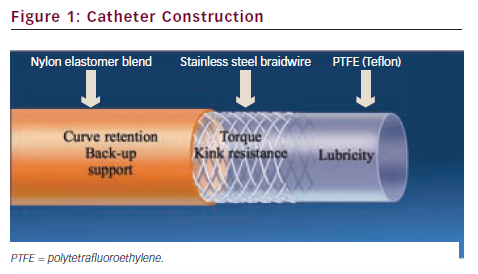 Figure 1: Catheter Construction
Nylon elastomer blend
Stainless steel braidwire
PTFE (Teflon)
Curve retention
Back-up
support
Torque
Kink resistance
Lubricity
PTFE = polytetrafluoroethylene.